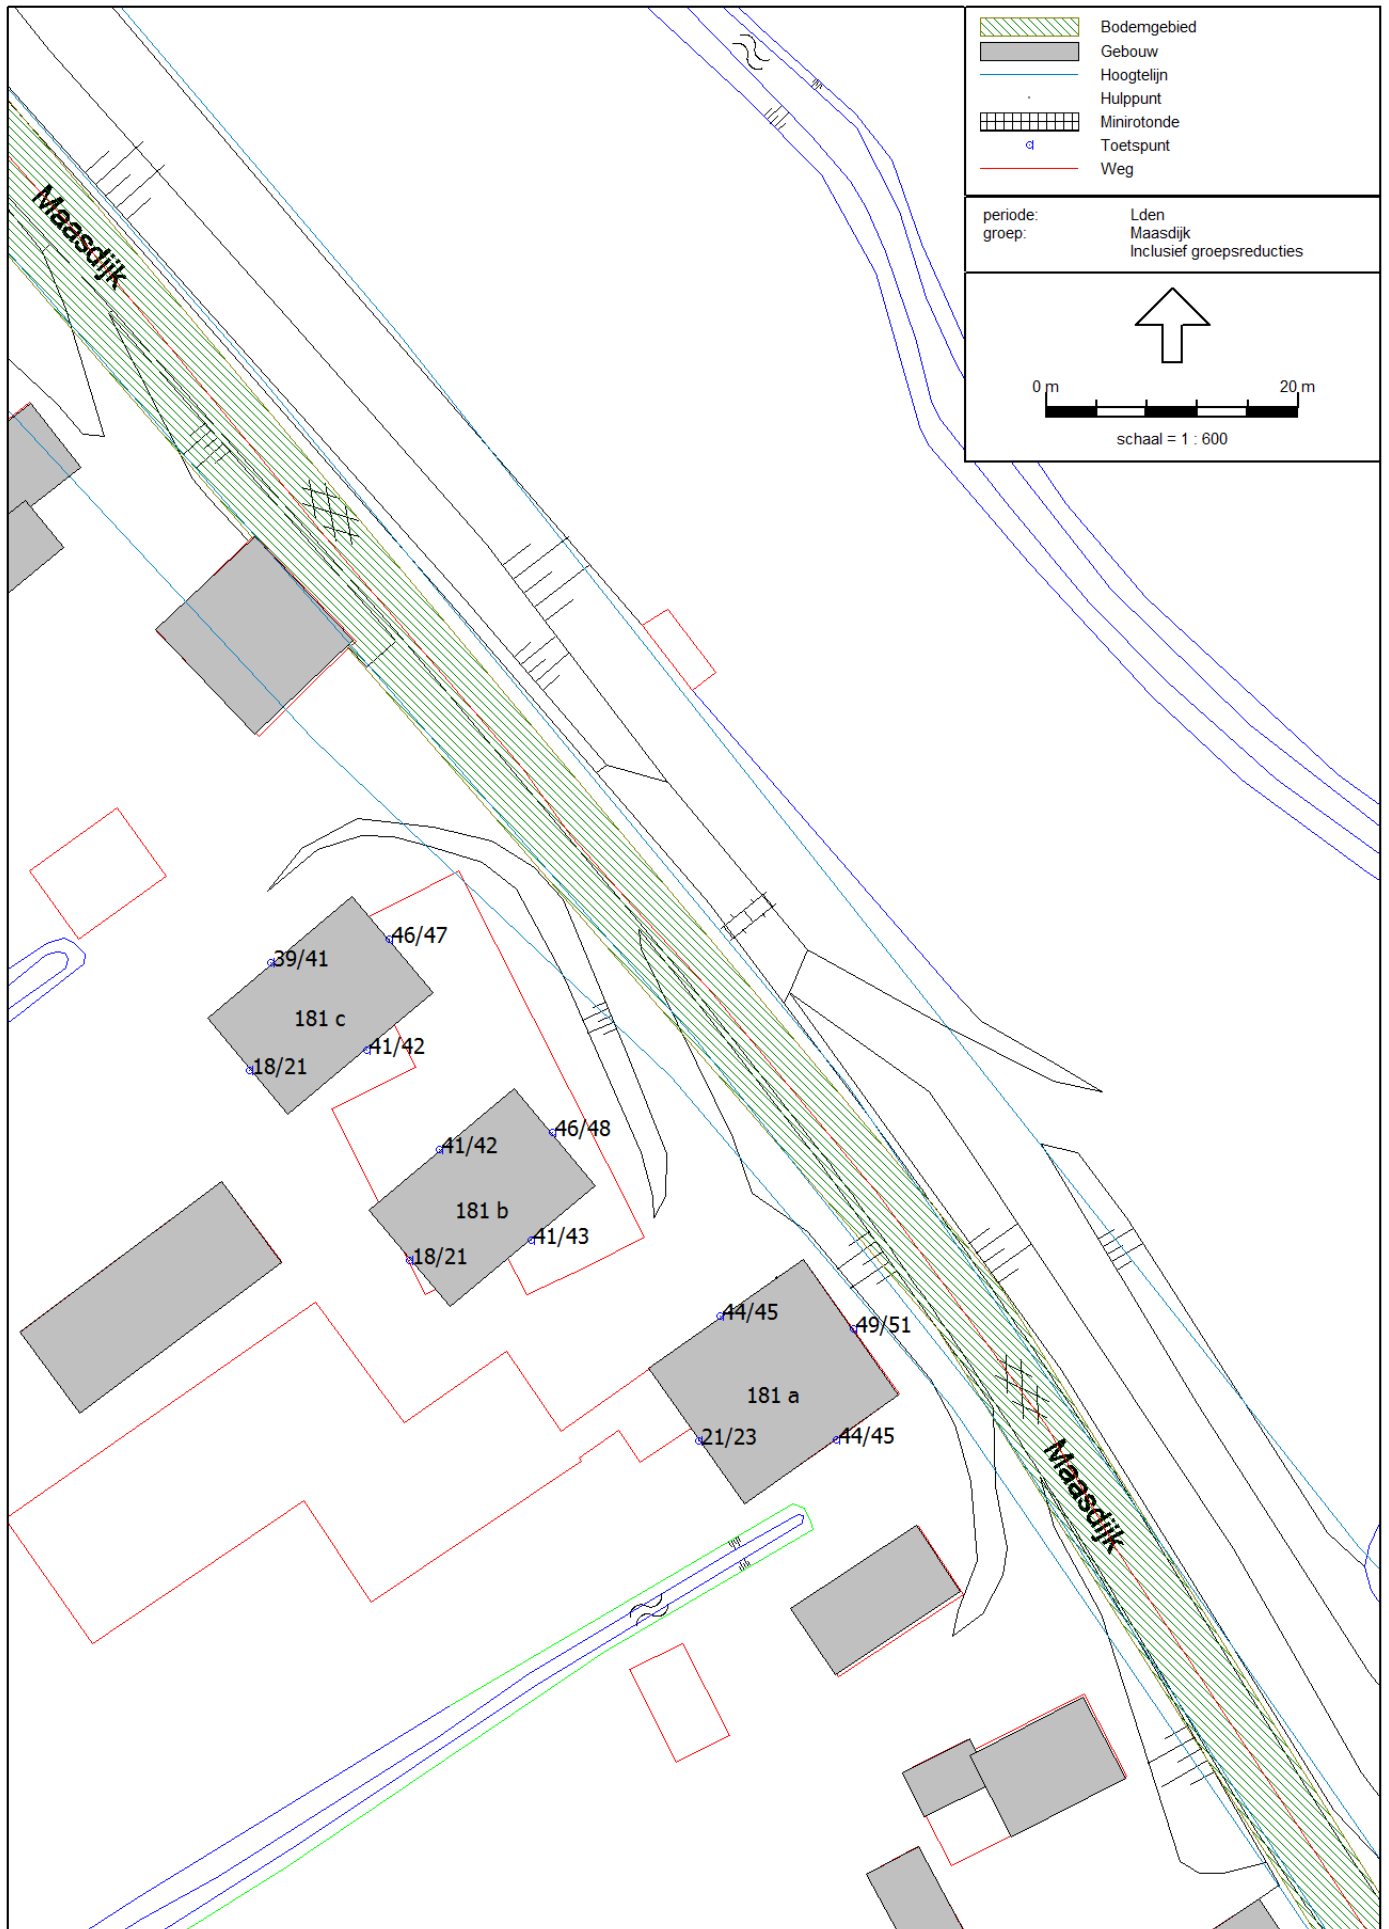 Bodemgebied
Gebouw
Hoogtelijn
Hulppunt
Minirotonde
Toetspunt
Weg
periode: Lden
groep: Maasdijk
Inclusief groepsreducties
0 m 20 m
schaal = 1 : 600
Maasdijk
46/47
39/41
181 c
41/42
18/21
46/48
41/42
181 b
41/43
18/21
44/45
49/51
181 a
21/23
44/45
Maasdijk